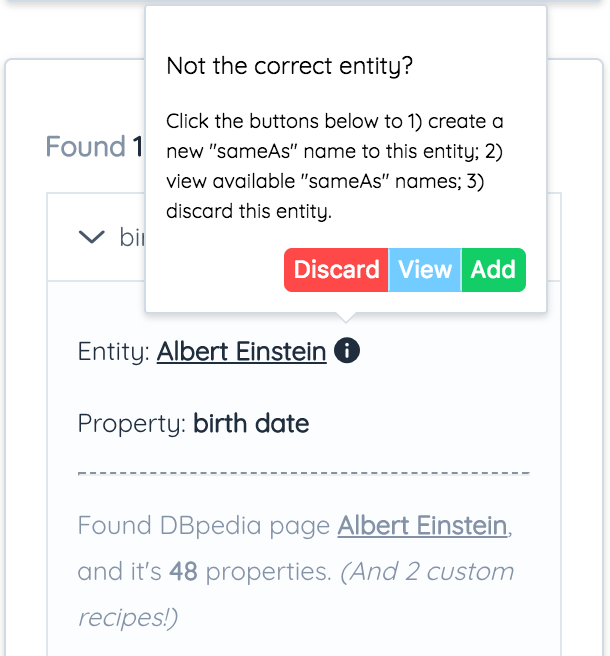 Not the correct entity?
Click the buttons below to 1) create a
new "sameAs" name to this entity; 2)
view available "sameAs" names; 3)
discard this entity.
Discard View Add
Found 1
Entity: Albert Einstein
Property: birth date
Found DBpedia page Albert Einstein,
and it's 48 properties. (And 2 custom
recipes!)